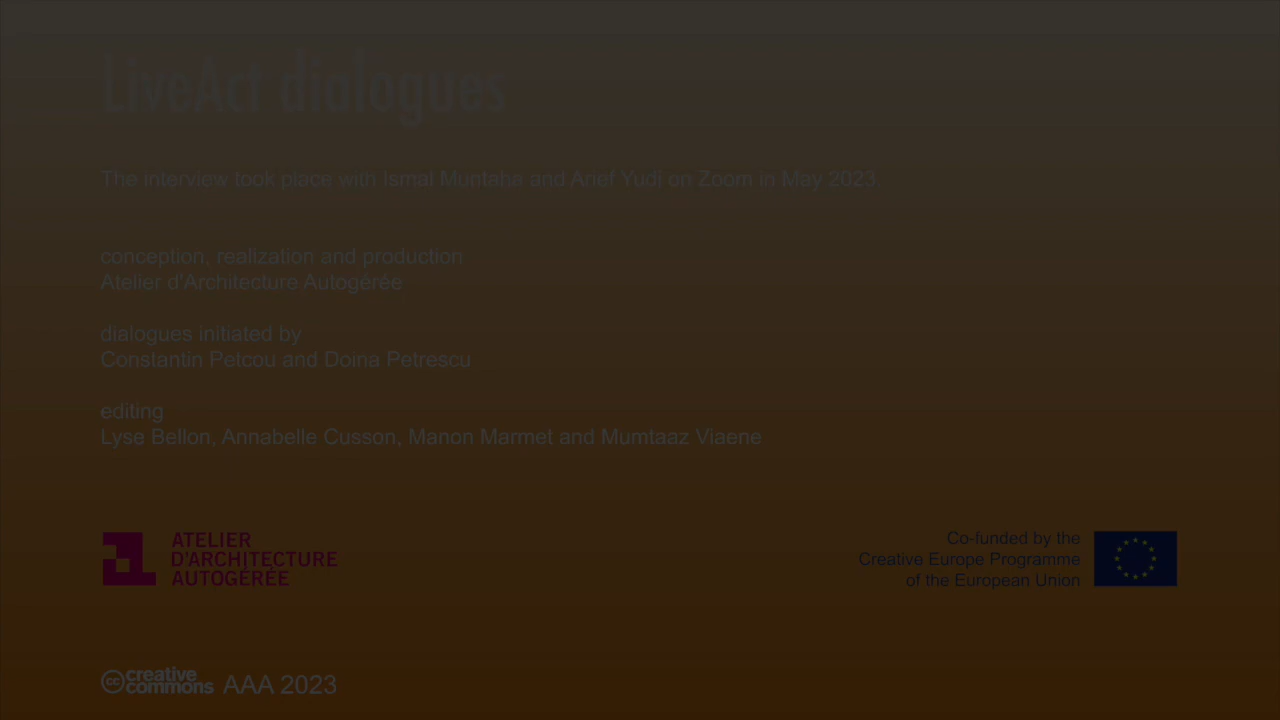 LiveAct dialogues
The interview took place with Ismal Muntaha and Arief Yudi on Zoom in May 2023.
conception, realization and production
Atelier d'Architecture Autogérée
dialogues initiated by
Constantin Petcou and Doina Petrescu
editing
Lyse Bellon, Annabelle Cusson, Manon Marmet and Mumtaaz Viaene
ATELIER
D'ARCHITECTURE
AUTOGÉRÉE
Co-funded by the
Creative Europe Programme
of the European Union
cc creative
commons AAA 2023